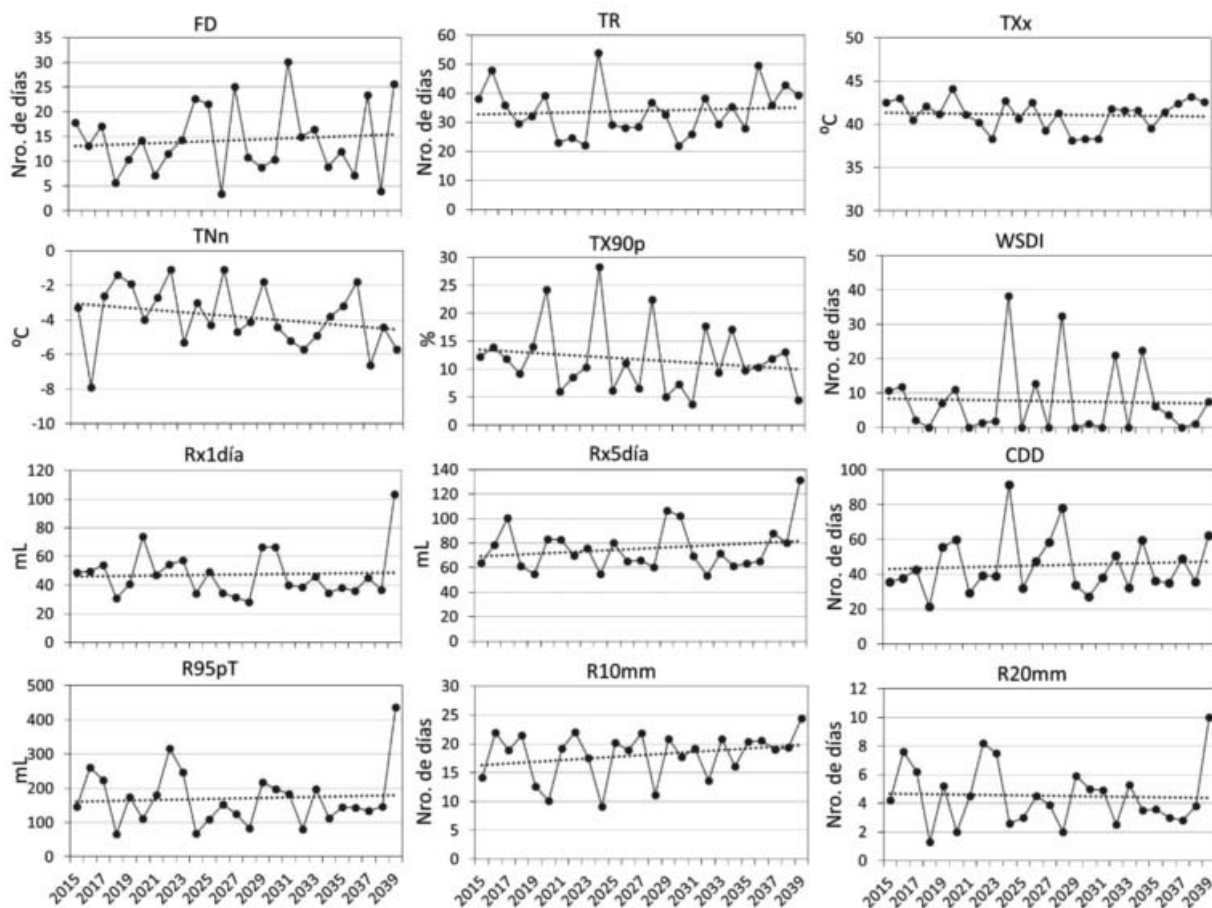 FD TR TXx
Nro. de días 35 30 25 20 15 10 5 0
Nro. de días 60 50 40 30 20 10 0
ºC 50 45 40 35 30
TNn TX90p WSDI
ºC 0 -2 -4 -6 -8 -10
% 30 25 20 15 10 5 0
Nro. de días 50 40 30 20 10 0
Rx1día Rx5día CDD
mL 120 100 80 60 40 20 0
mL 140 120 100 80 60 40 20 0
Nro. de días 100 80 60 40 20 0
R95pT R10mm R20mm
mL 500 400 300 200 100 0
Nro. de días 30 25 20 15 10 5 0
Nro. de días 12 10 8 6 4 2 0
2015 2017 2019 2021 2023 2025 2027 2029 2031 2033 2035 2037 2039
2015 2017 2019 2021 2023 2025 2027 2029 2031 2033 2035 2037 2039
2015 2017 2019 2021 2023 2025 2027 2029 2031 2033 2035 2037 2039